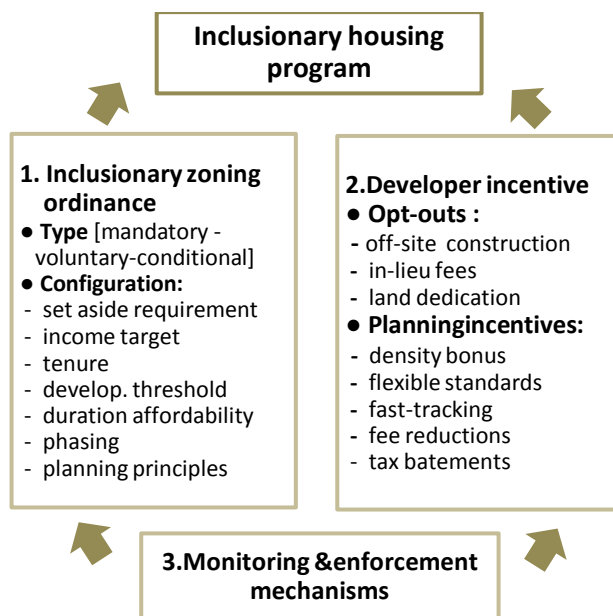 Inclusionary housing
program
1. Inclusionary zoning
ordinance
● Type [mandatory -
voluntary-conditional]
● Configuration:
- set aside requirement
- income target
- tenure
- develop. threshold
- duration affordability
- phasing
- planning principles
2.Developer incentive
● Opt-outs :
- off-site construction
- in-lieu fees
- land dedication
● Planningincentives:
- density bonus
- flexible standards
- fast-tracking
- fee reductions
- tax batements
3.Monitoring &enforcement
mechanisms